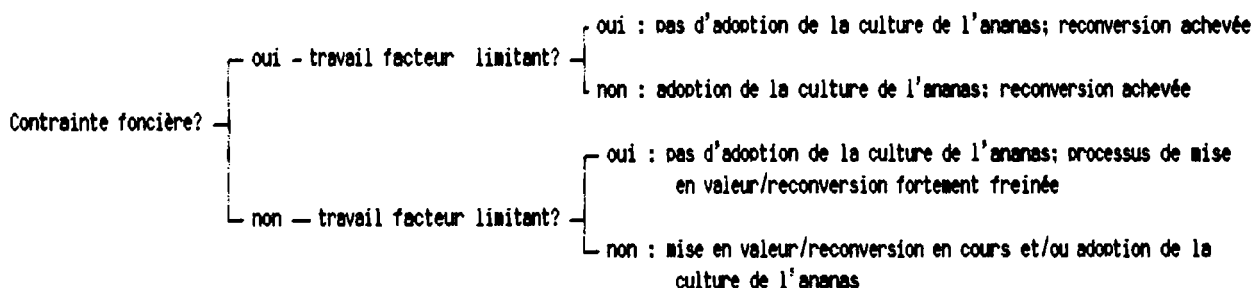 oui : pas d'adoption de la culture de l'ananas; reconversion achevée
oui - travail facteur limitant?
non : adoption de la culture de l'ananas; reconversion achevée
Contrainte foncière?
oui : pas d'adoption de la culture de l'ananas; processus de mise
en valeur/reconversion fortement freinée
non - travail facteur limitant?
non : mise en valeur/reconversion en cours et/ou adoption de la
culture de l'ananas